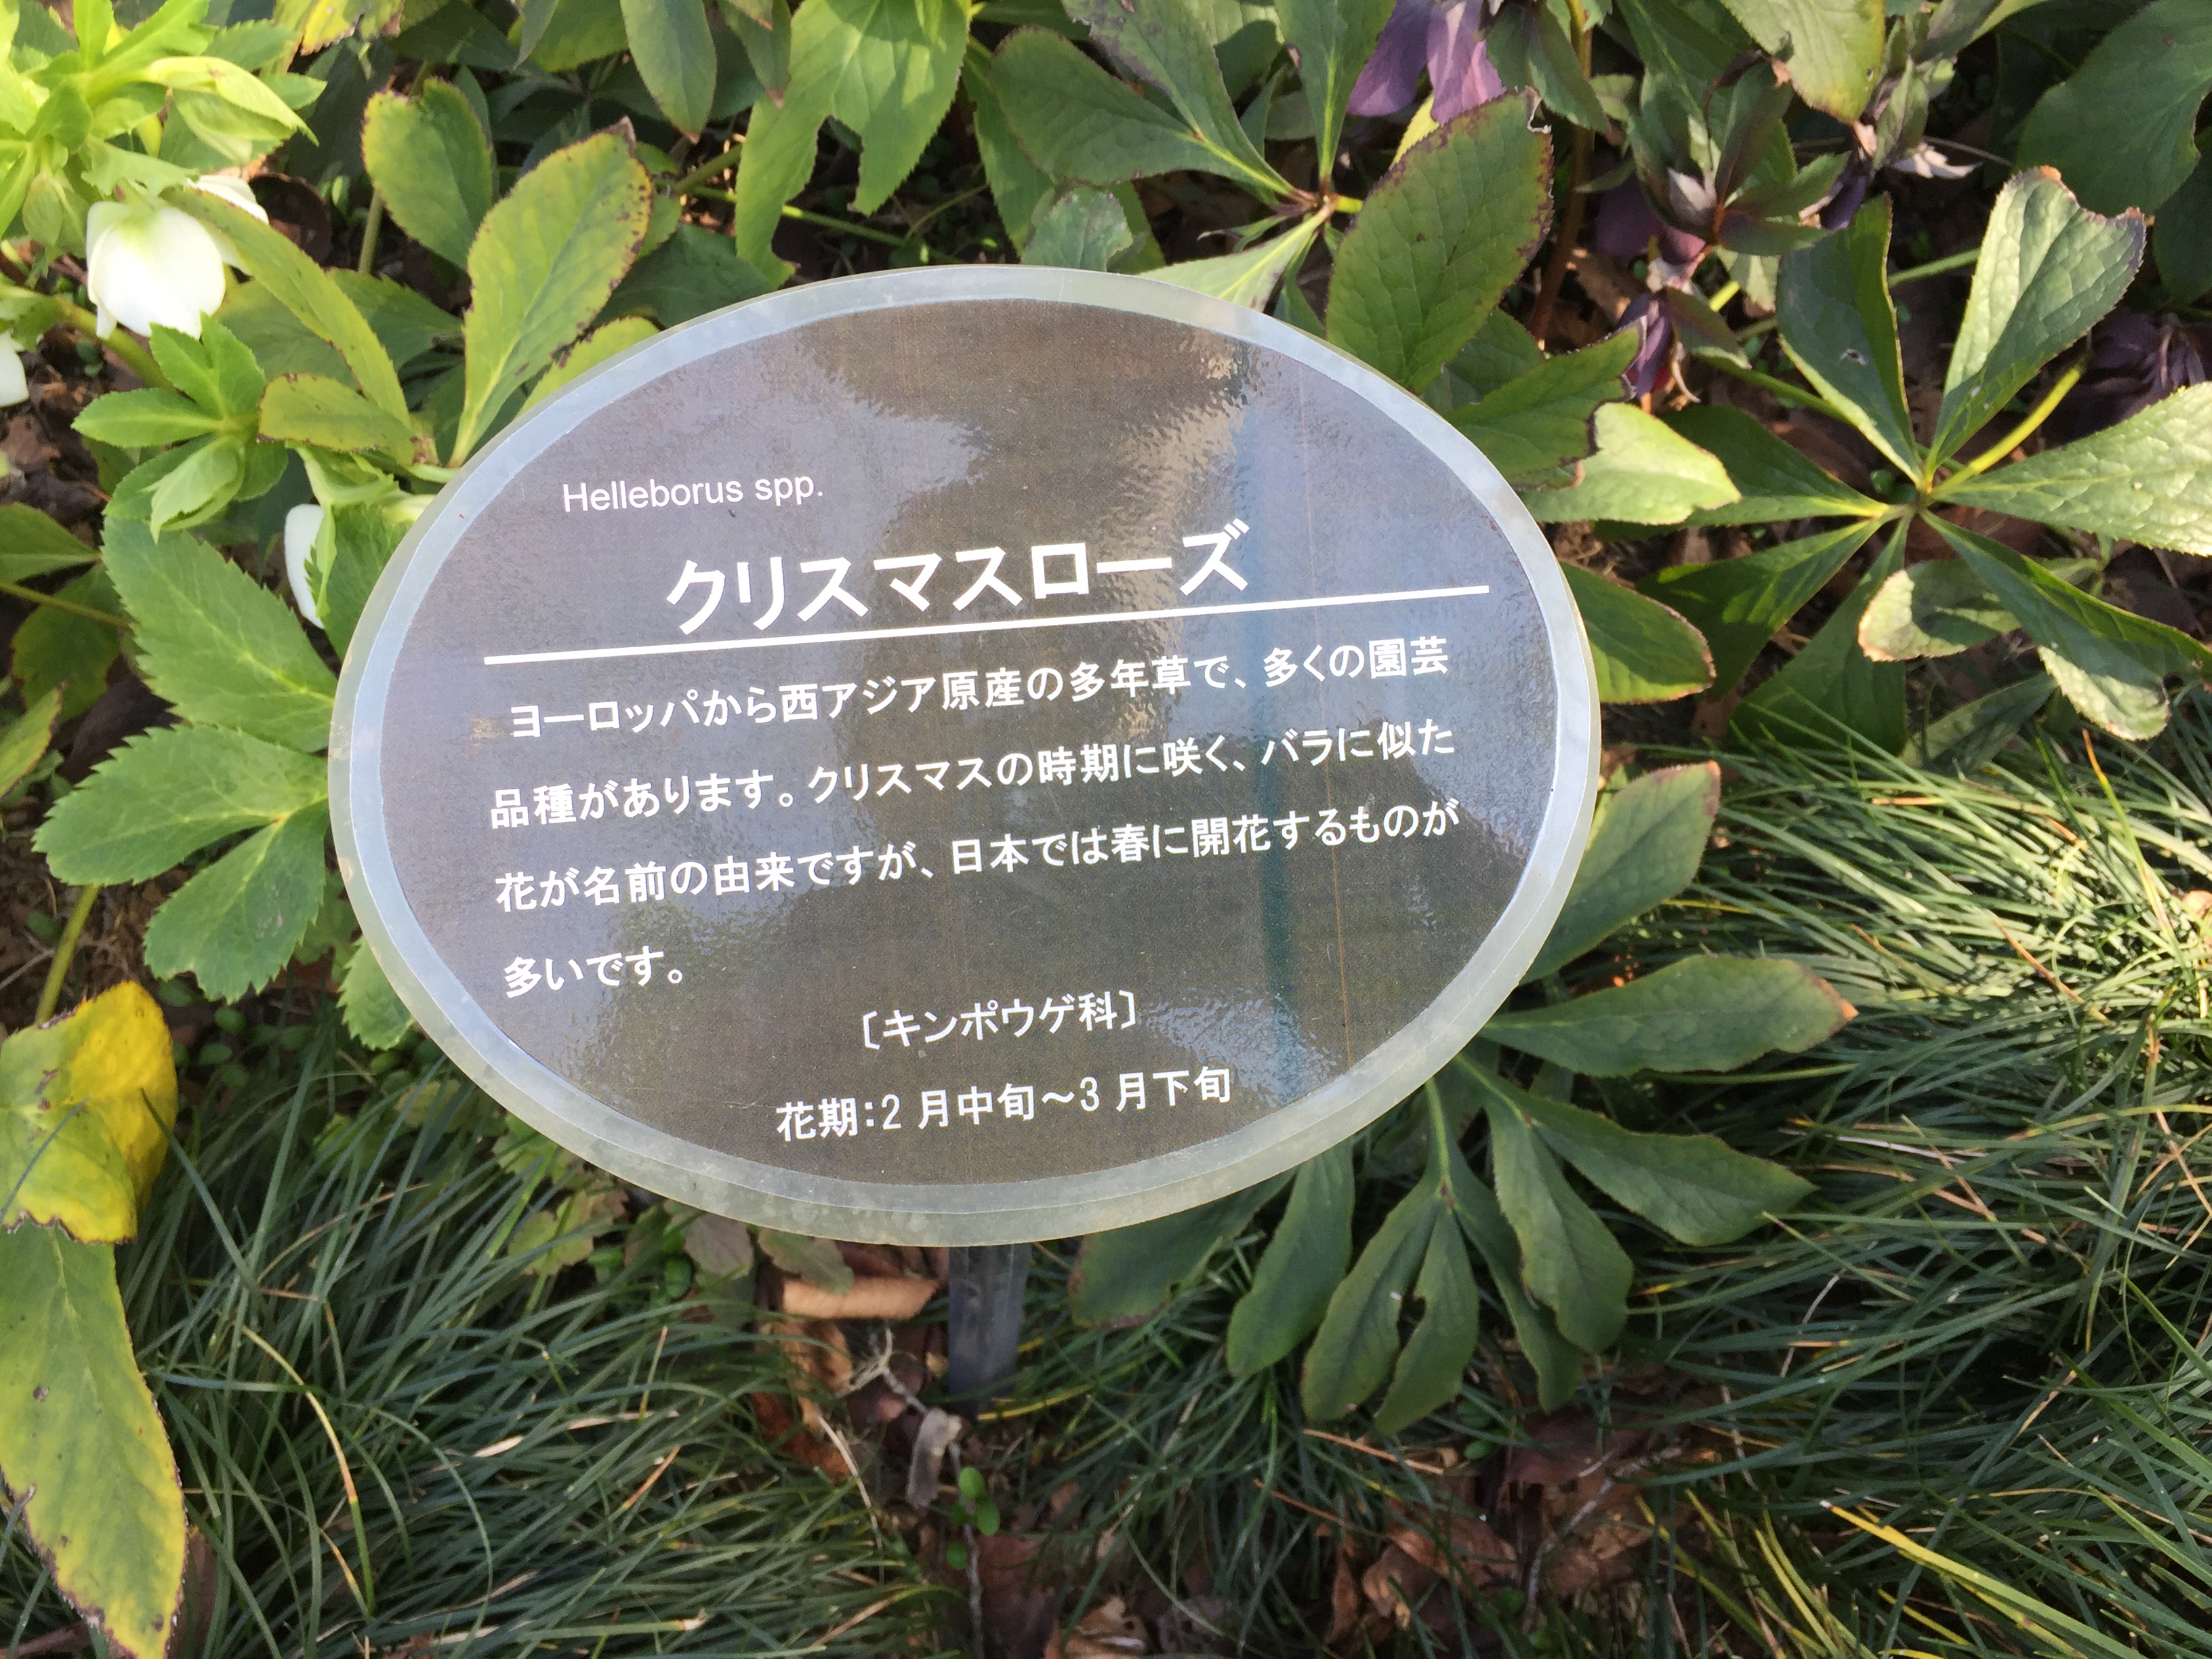 Helleborus spp.
クリスマスローズ
ヨーロッパから西アジア原産の多年草で、多くの園芸
品種があります。クリスマスの時期に咲く、バラに似た
花が名前の由来ですが、日本では春に開花するものが
多いです。
〔キンポウゲ科〕
花期：2 月中旬～3 月下旬